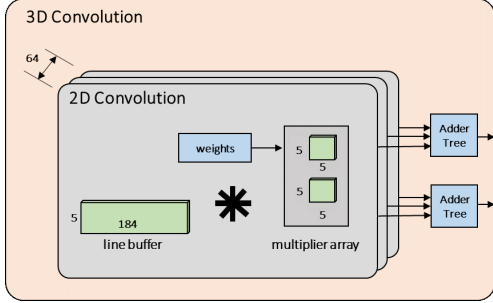 3D Convolution
64
2D Convolution
weights
5
5
5
5
5
184
line buffer
multiplier array
Adder
Tree
Adder
Tree